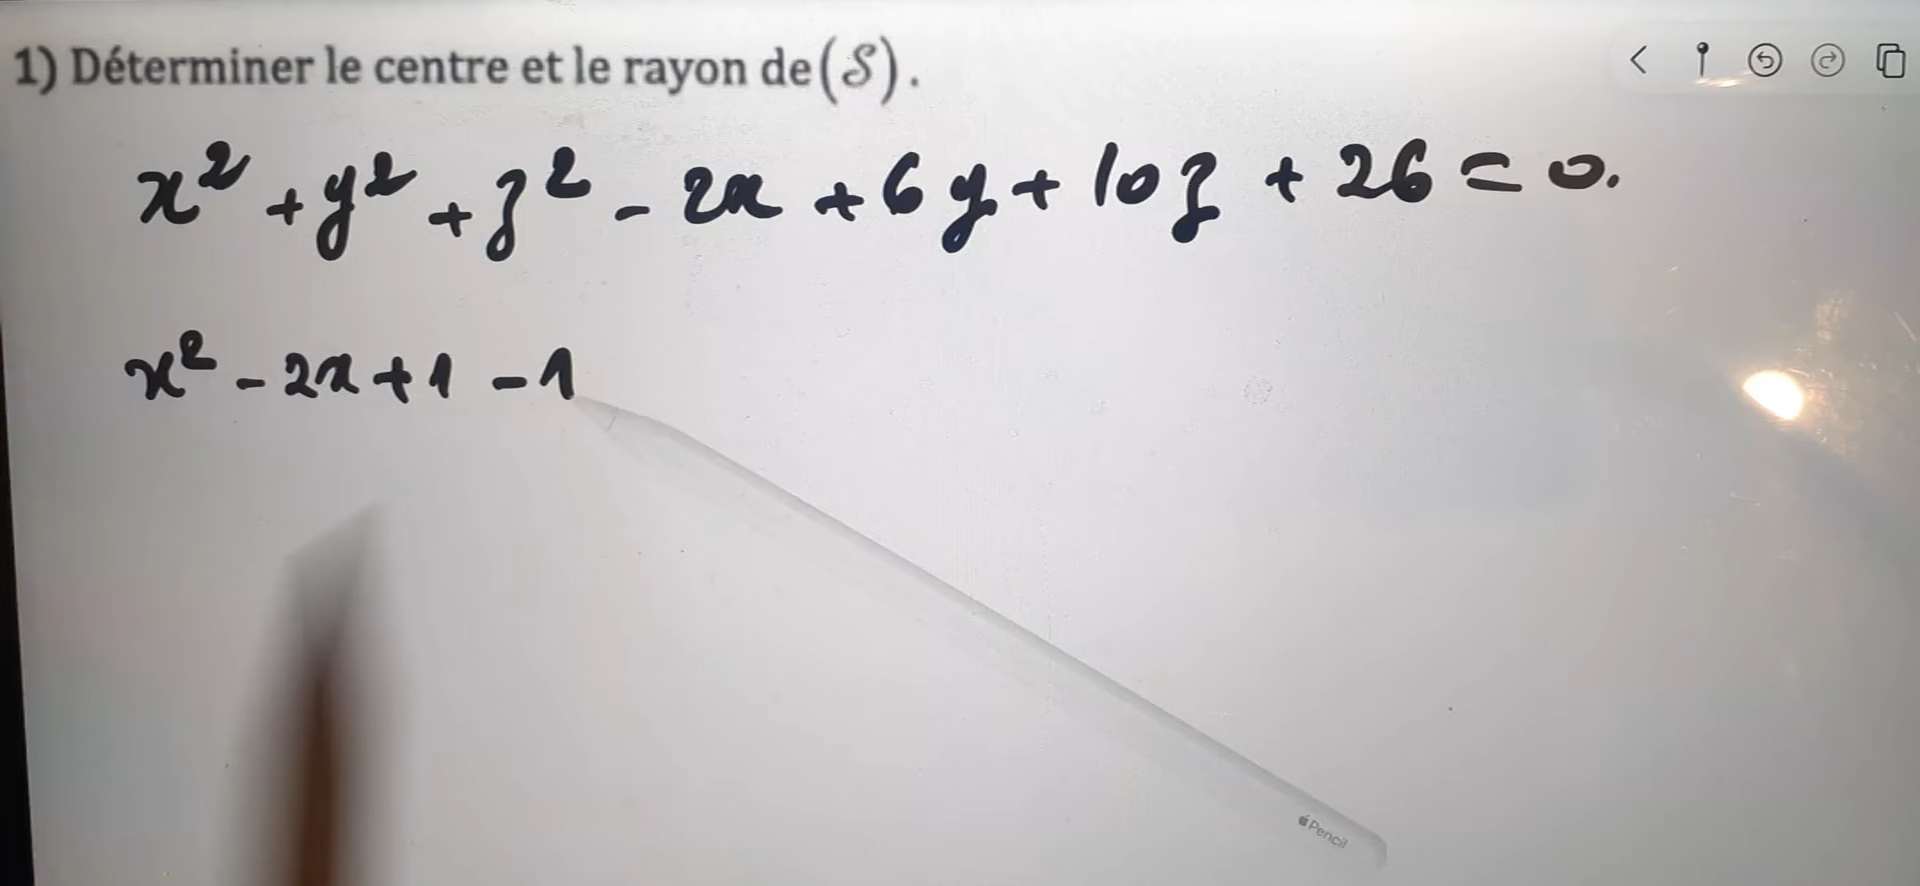 1) Déterminer le centre et le rayon de (S).
x² + y² + z² - 2x + 6y + 10z + 26 = 0.
x² - 2x + 1 - 1
Pencil